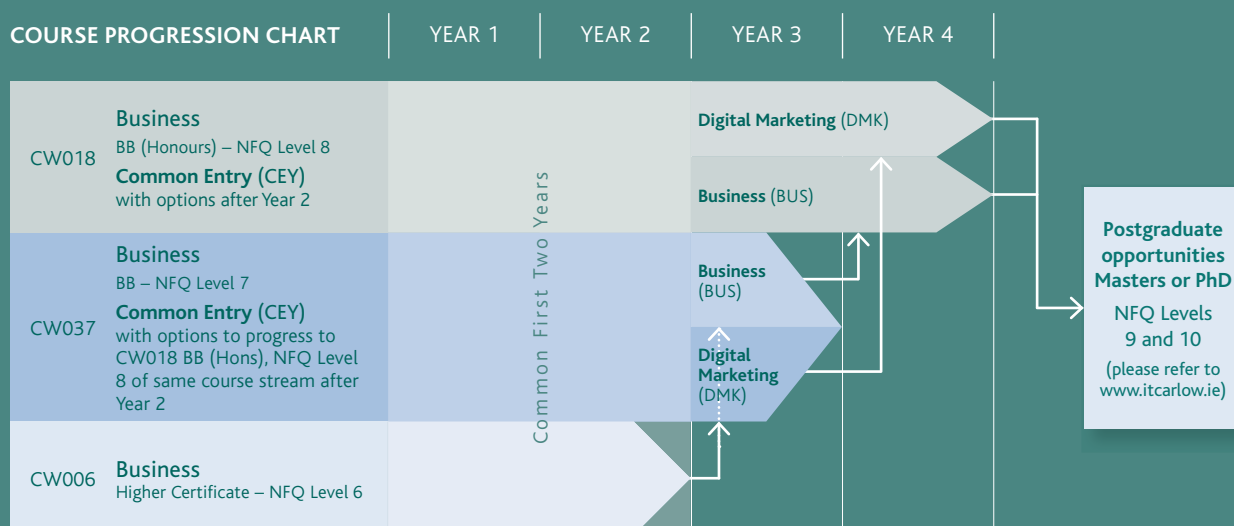 COURSE PROGRESSION CHART
YEAR 1
YEAR 2
YEAR 3
YEAR 4
CW018
Business
BB (Honours) – NFQ Level 8
Common Entry (CEY)
with options after Year 2
CW037
Business
BB – NFQ Level 7
Common Entry (CEY)
with options to progress to
CW018 BB (Hons), NFQ Level
8 of same course stream after
Year 2
CW006
Business
Higher Certificate – NFQ Level 6
Common First Two Years
Digital Marketing (DMK)
Business (BUS)
Business
(BUS)
Digital
Marketing
(DMK)
Postgraduate
opportunities
Masters or PhD
NFQ Levels
9 and 10
(please refer to
www.itcarlow.ie)